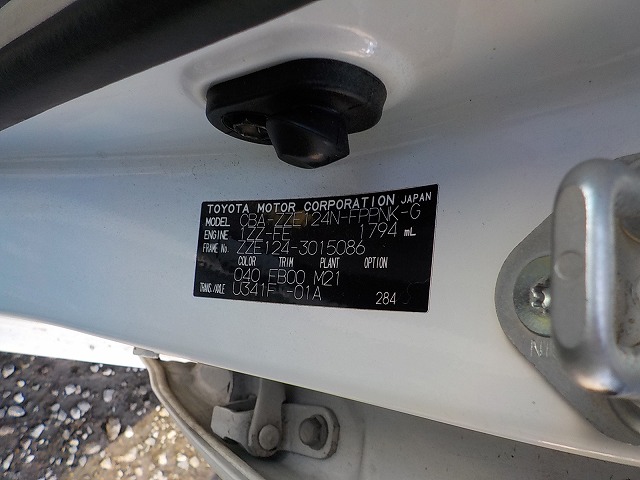 TOYOTA MOTOR CORPORATION JAPAN
MODEL CBA-ZZE124N-FPPNK-G
ENGINE 1ZZ-FE 1794 mL
FRAME No. ZZE124-3015086
COLOR TRIM PLANT OPTION
040 FB00 M21
TRANS./AXLE U341F -01A 284